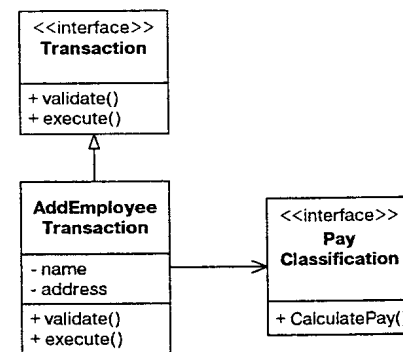 <<interface>>
Transaction
+ validate()
+ execute()
AddEmployee
Transaction
- name
- address
+ validate()
+ execute()
<<interface>>
Pay
Classification
+ CalculatePay()